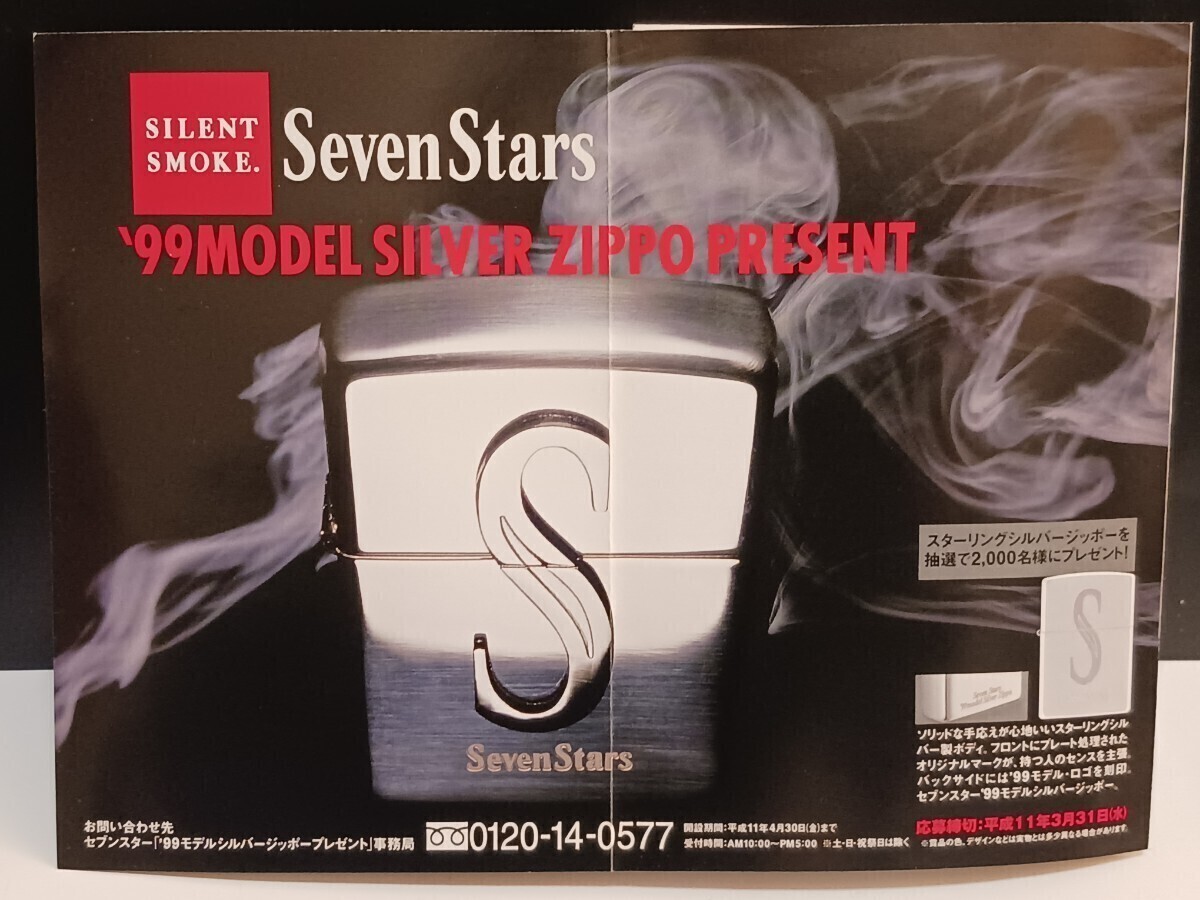 SILENT
SMOKE.
Seven Stars
'99MODEL SILVER ZIPPO PRESENT
スターリングシルバージッポーを
抽選で2,000名様にプレゼント!
Seven Stars
ソリッドな手応えが心地いいスターリングシル
バー製ボディ。フロントにプレート処理された
オリジナルマークが、持つ人のセンスを主張。
バックサイドには'99モデル・ロゴを刻印。
セブンスター'99モデルシルバージッポー。
Seven Stars
応募締切:平成11年3月31日(水)
※賞品の色、デザインなどは実物とは多少異なる場合があります。
お問い合わせ先
セブンスター「'99モデルシルバージッポープレゼント」事務局
0120-14-0577
開設期間:平成11年4月30日(金)まで
受付時間:AM10:00〜PM5:00 ※土・日・祝祭日は除く